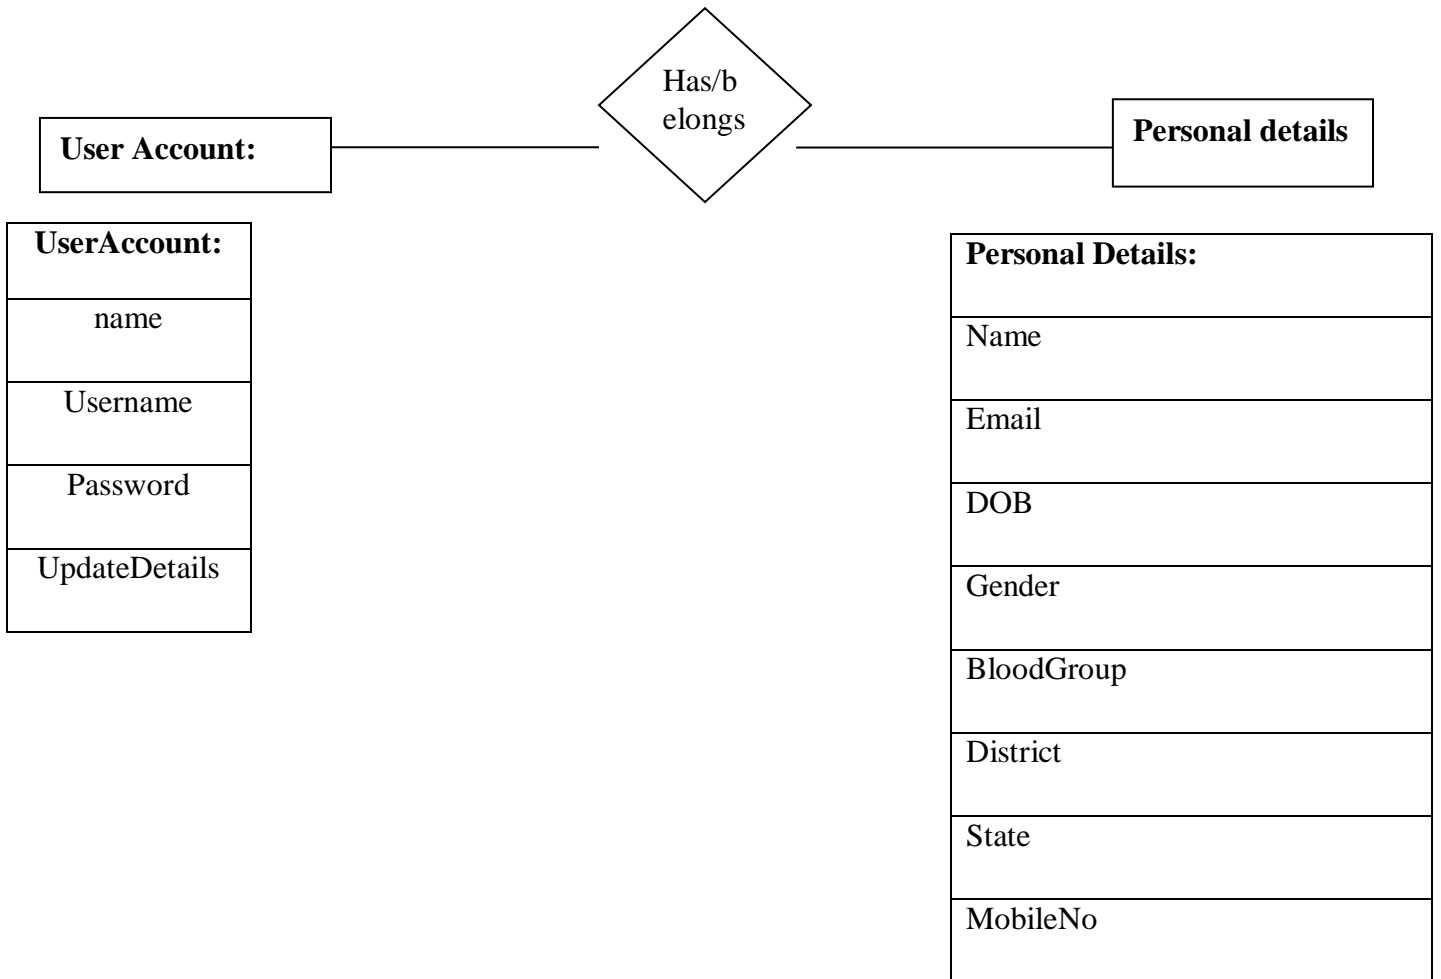 Has/b
elongs
User Account:
Personal details
UserAccount:
name
Username
Password
UpdateDetails
Personal Details:
Name
Email
DOB
Gender
BloodGroup
District
State
MobileNo